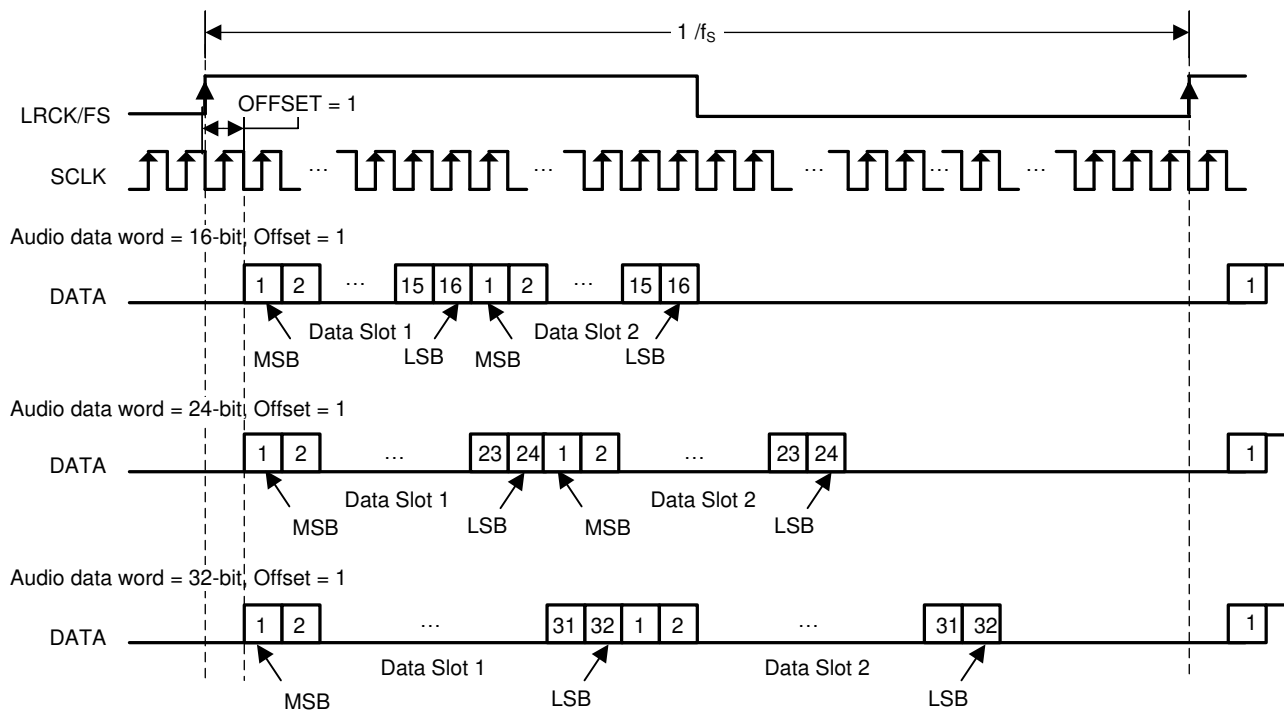 1 /fS
LRCK/FS
OFFSET = 1
SCLK … … … … …
Audio data word = 16-bit, Offset = 1
DATA 1 2 … 15 16 1 2 … 15 16 1
Data Slot 1 LSB Data Slot 2 LSB
MSB MSB
Audio data word = 24-bit, Offset = 1
DATA 1 2 … 23 24 1 2 … 23 24 1
Data Slot 1 Data Slot 2
MSB LSB MSB LSB
Audio data word = 32-bit, Offset = 1
DATA 1 2 … 31 32 1 2 … 31 32 1
Data Slot 1 Data Slot 2
MSB LSB LSB